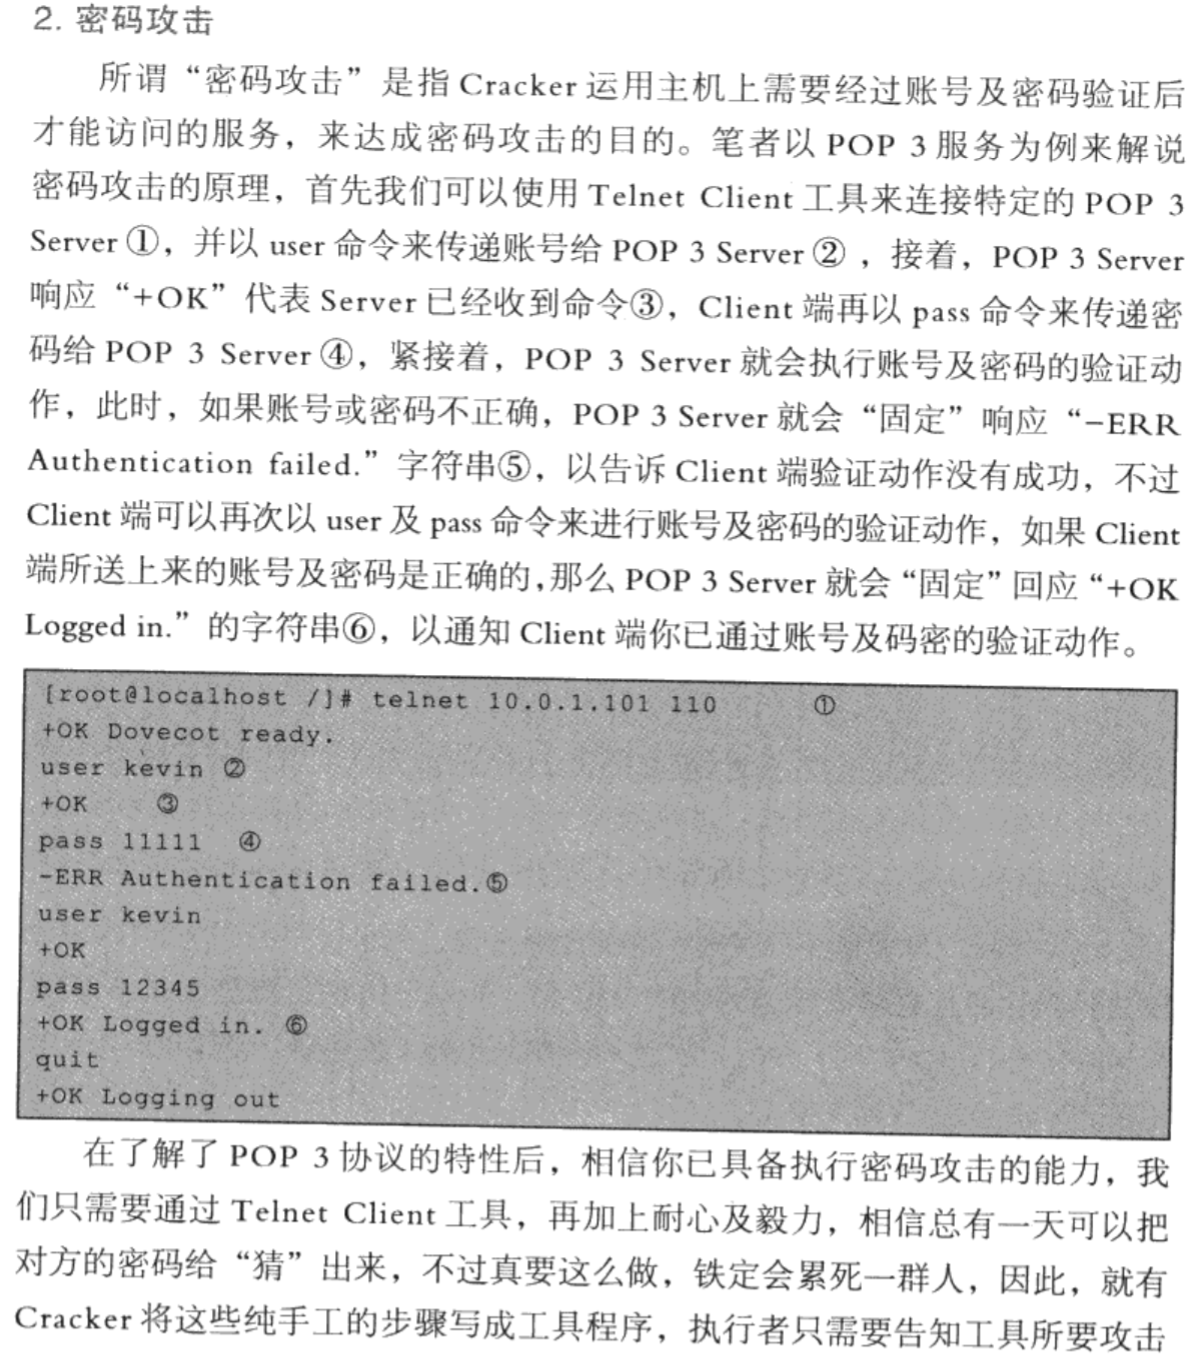 2. 密码攻击
所谓“密码攻击”是指 Cracker 运用主机上需要经过账号及密码验证后
才能访问的服务，来达成密码攻击的目的。笔者以 POP 3 服务为例来解说
密码攻击的原理，首先我们可以使用 Telnet Client 工具来连接特定的 POP 3
Server ①，并以 user 命令来传递账号给 POP 3 Server ②，接着，POP 3 Server
响应“+OK”代表 Server 已经收到命令③，Client 端再以 pass 命令来传递密
码给 POP 3 Server ④，紧接着，POP 3 Server 就会执行账号及密码的验证动
作，此时，如果账号或密码不正确，POP 3 Server 就会“固定”响应“-ERR
Authentication failed.”字符串⑤，以告诉 Client 端验证动作没有成功，不过
Client 端可以再次以 user 及 pass 命令来进行账号及密码的验证动作，如果 Client
端所送上来的账号及密码是正确的，那么 POP 3 Server 就会“固定”回应“+OK
Logged in.”的字符串⑥，以通知 Client 端你已通过账号及码密的验证动作。
[root@localhost /]# telnet 10.0.1.101 110 ①
+OK Dovecot ready.
user kevin ②
+OK ③
pass 11111 ④
-ERR Authentication failed.⑤
user kevin
+OK
pass 12345
+OK Logged in. ⑥
quit
+OK Logging out
在了解了 POP 3 协议的特性后，相信你已具备执行密码攻击的能力，我
们只需要通过 Telnet Client 工具，再加上耐心及毅力，相信总有一天可以把
对方的密码给“猜”出来，不过真要这么做，铁定会累死一群人，因此，就有
Cracker 将这些纯手工的步骤写成工具程序，执行者只需要告知工具所要攻击